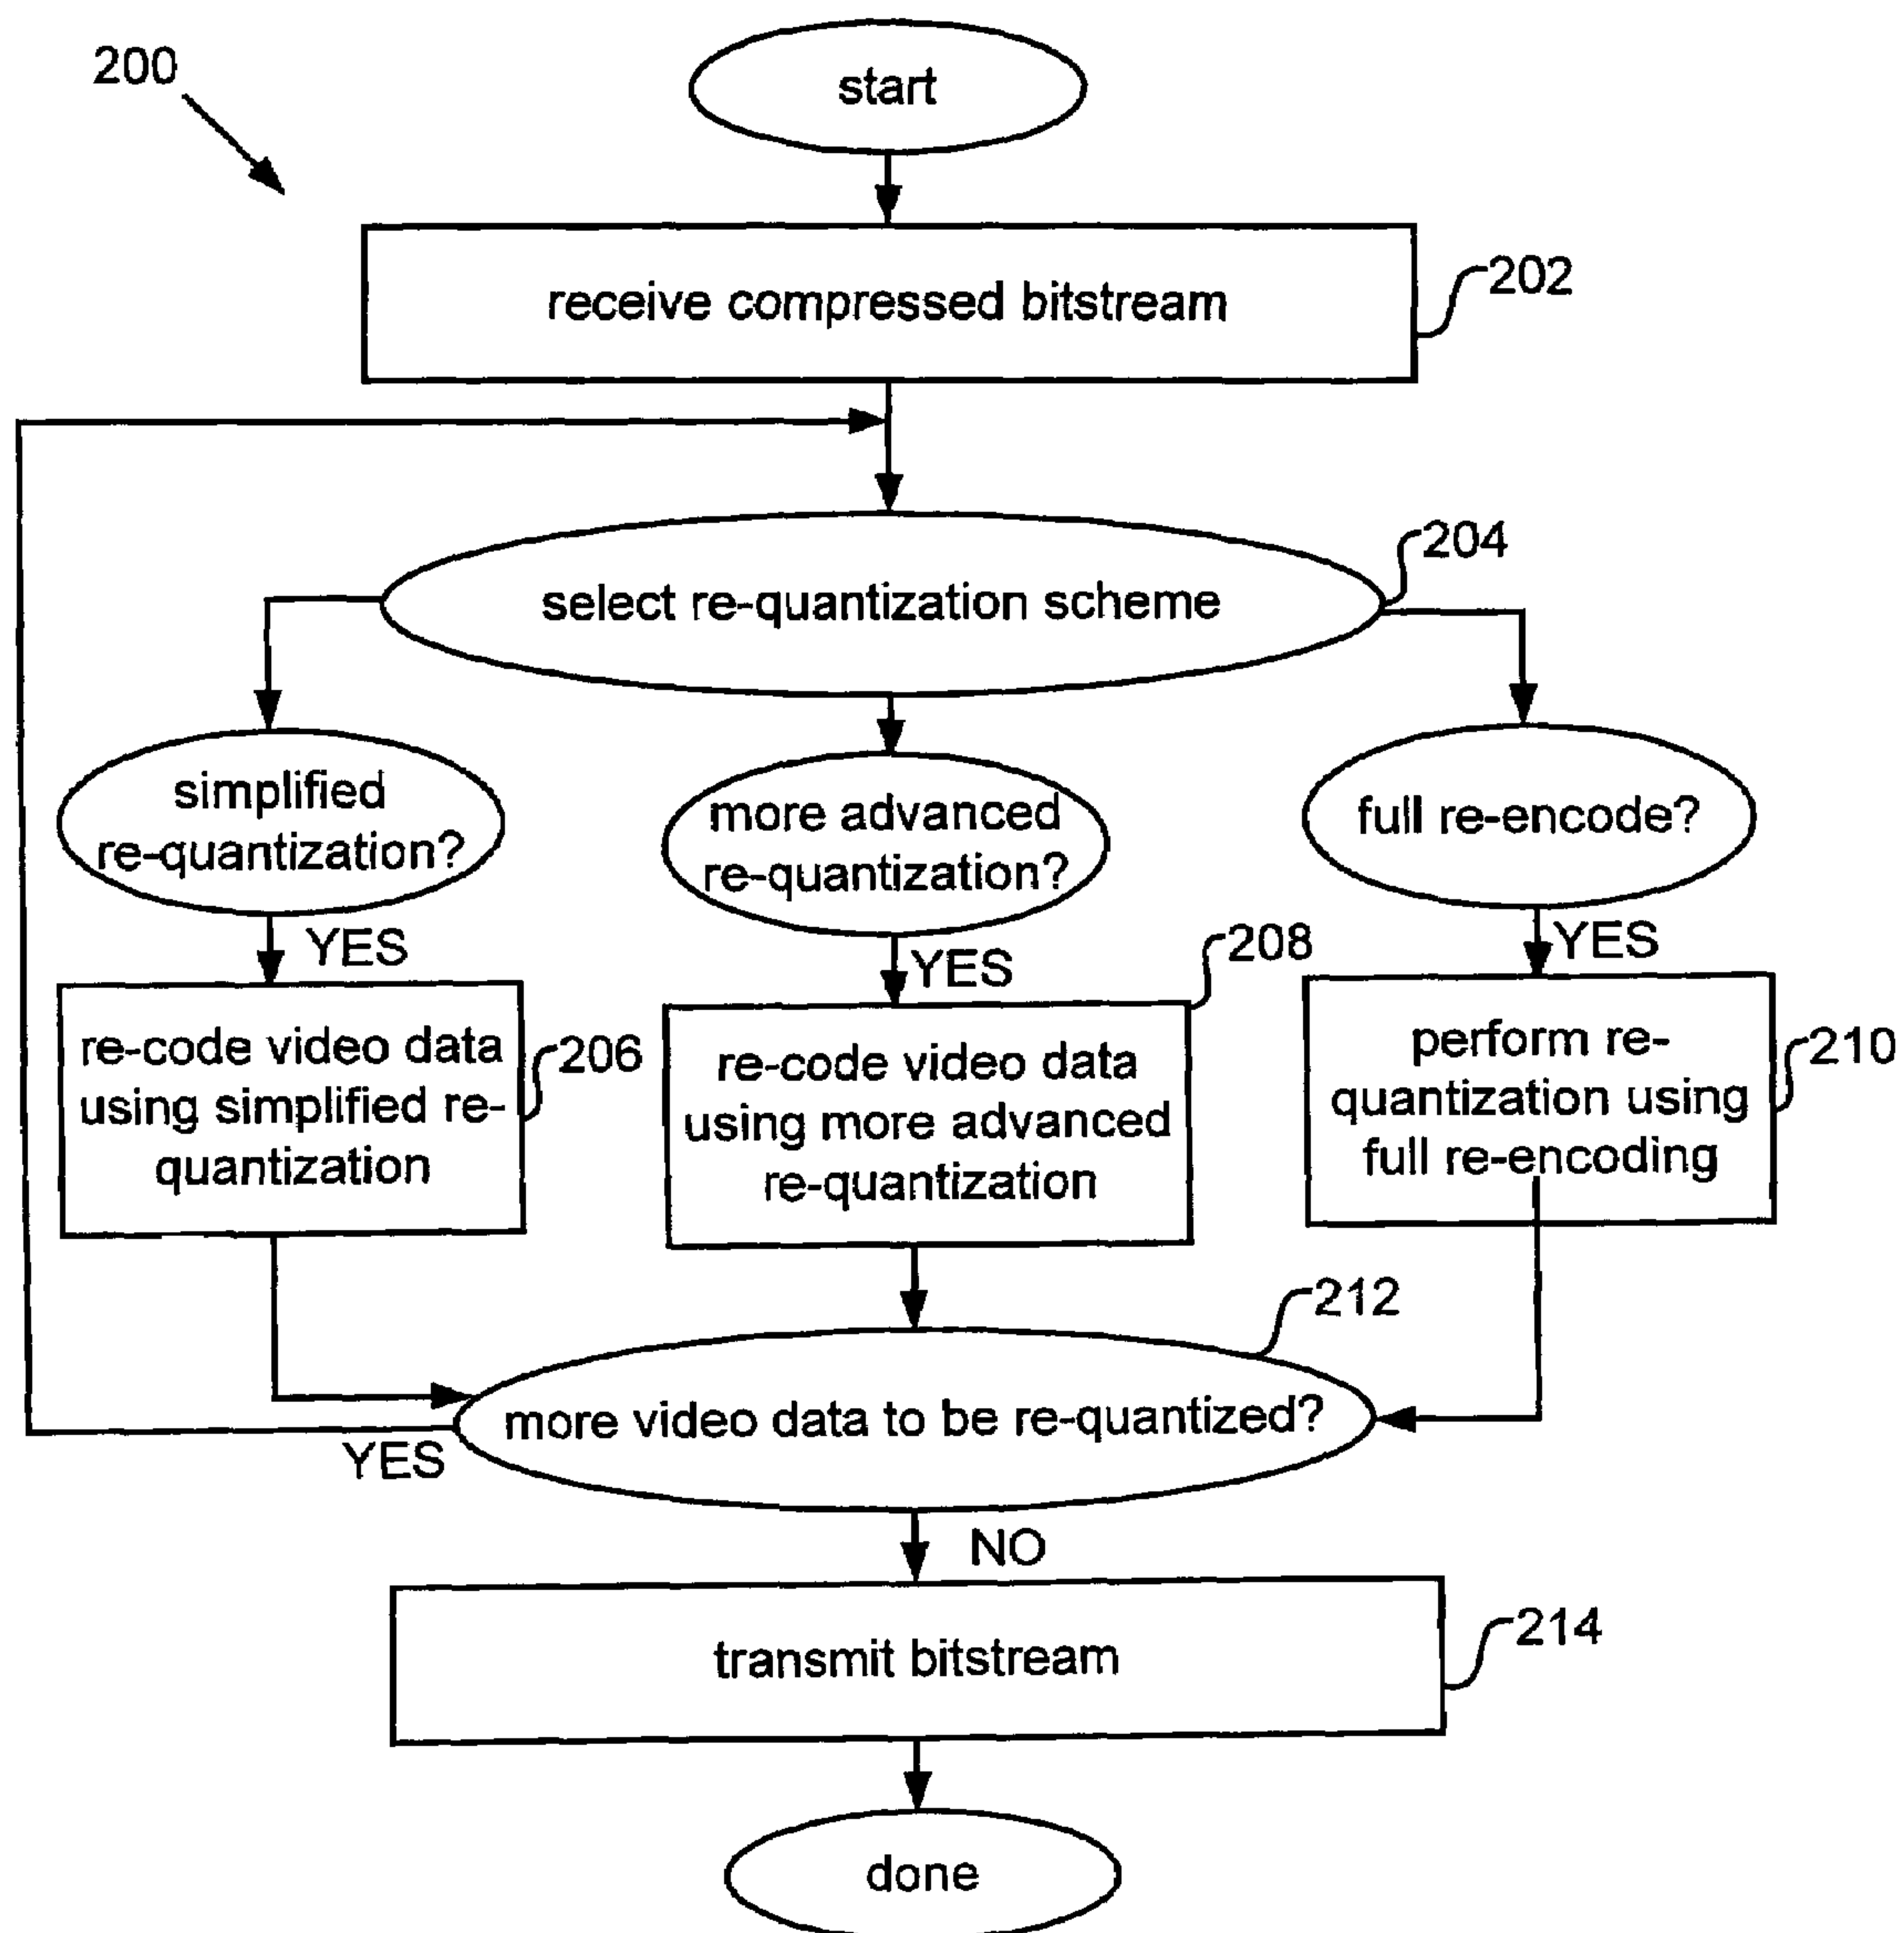 200
start
receive compressed bitstream
202
select re-quantization scheme
204
simplified
re-quantization?
more advanced
re-quantization?
full re-encode?
YES
YES
YES
re-code video data
using simplified re-
quantization
206
re-code video data
using more advanced
re-quantization
208
perform re-
quantization using
full re-encoding
210
212
more video data to be re-quantized?
YES
NO
transmit bitstream
214
done